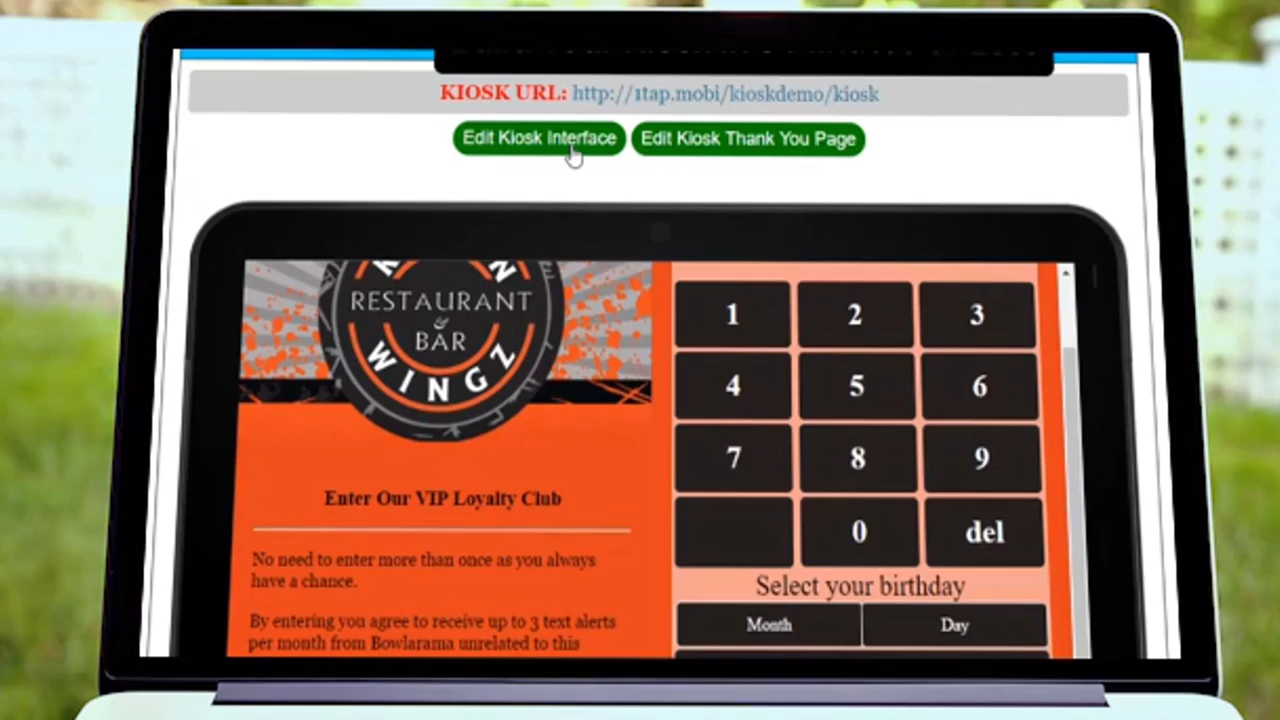 KIOSK URL: http://1tap.mobi/kioskdemo/kiosk
Edit Kiosk Interface Edit Kiosk Thank You Page
RESTAURANT
&
BAR
WINGZ
Enter Our VIP Loyalty Club
No need to enter more than once as you always
have a chance.
By entering you agree to receive up to 3 text alerts
per month from Bowlarama unrelated to this
1 2 3
4 5 6
7 8 9
0 del
Select your birthday
Month Day